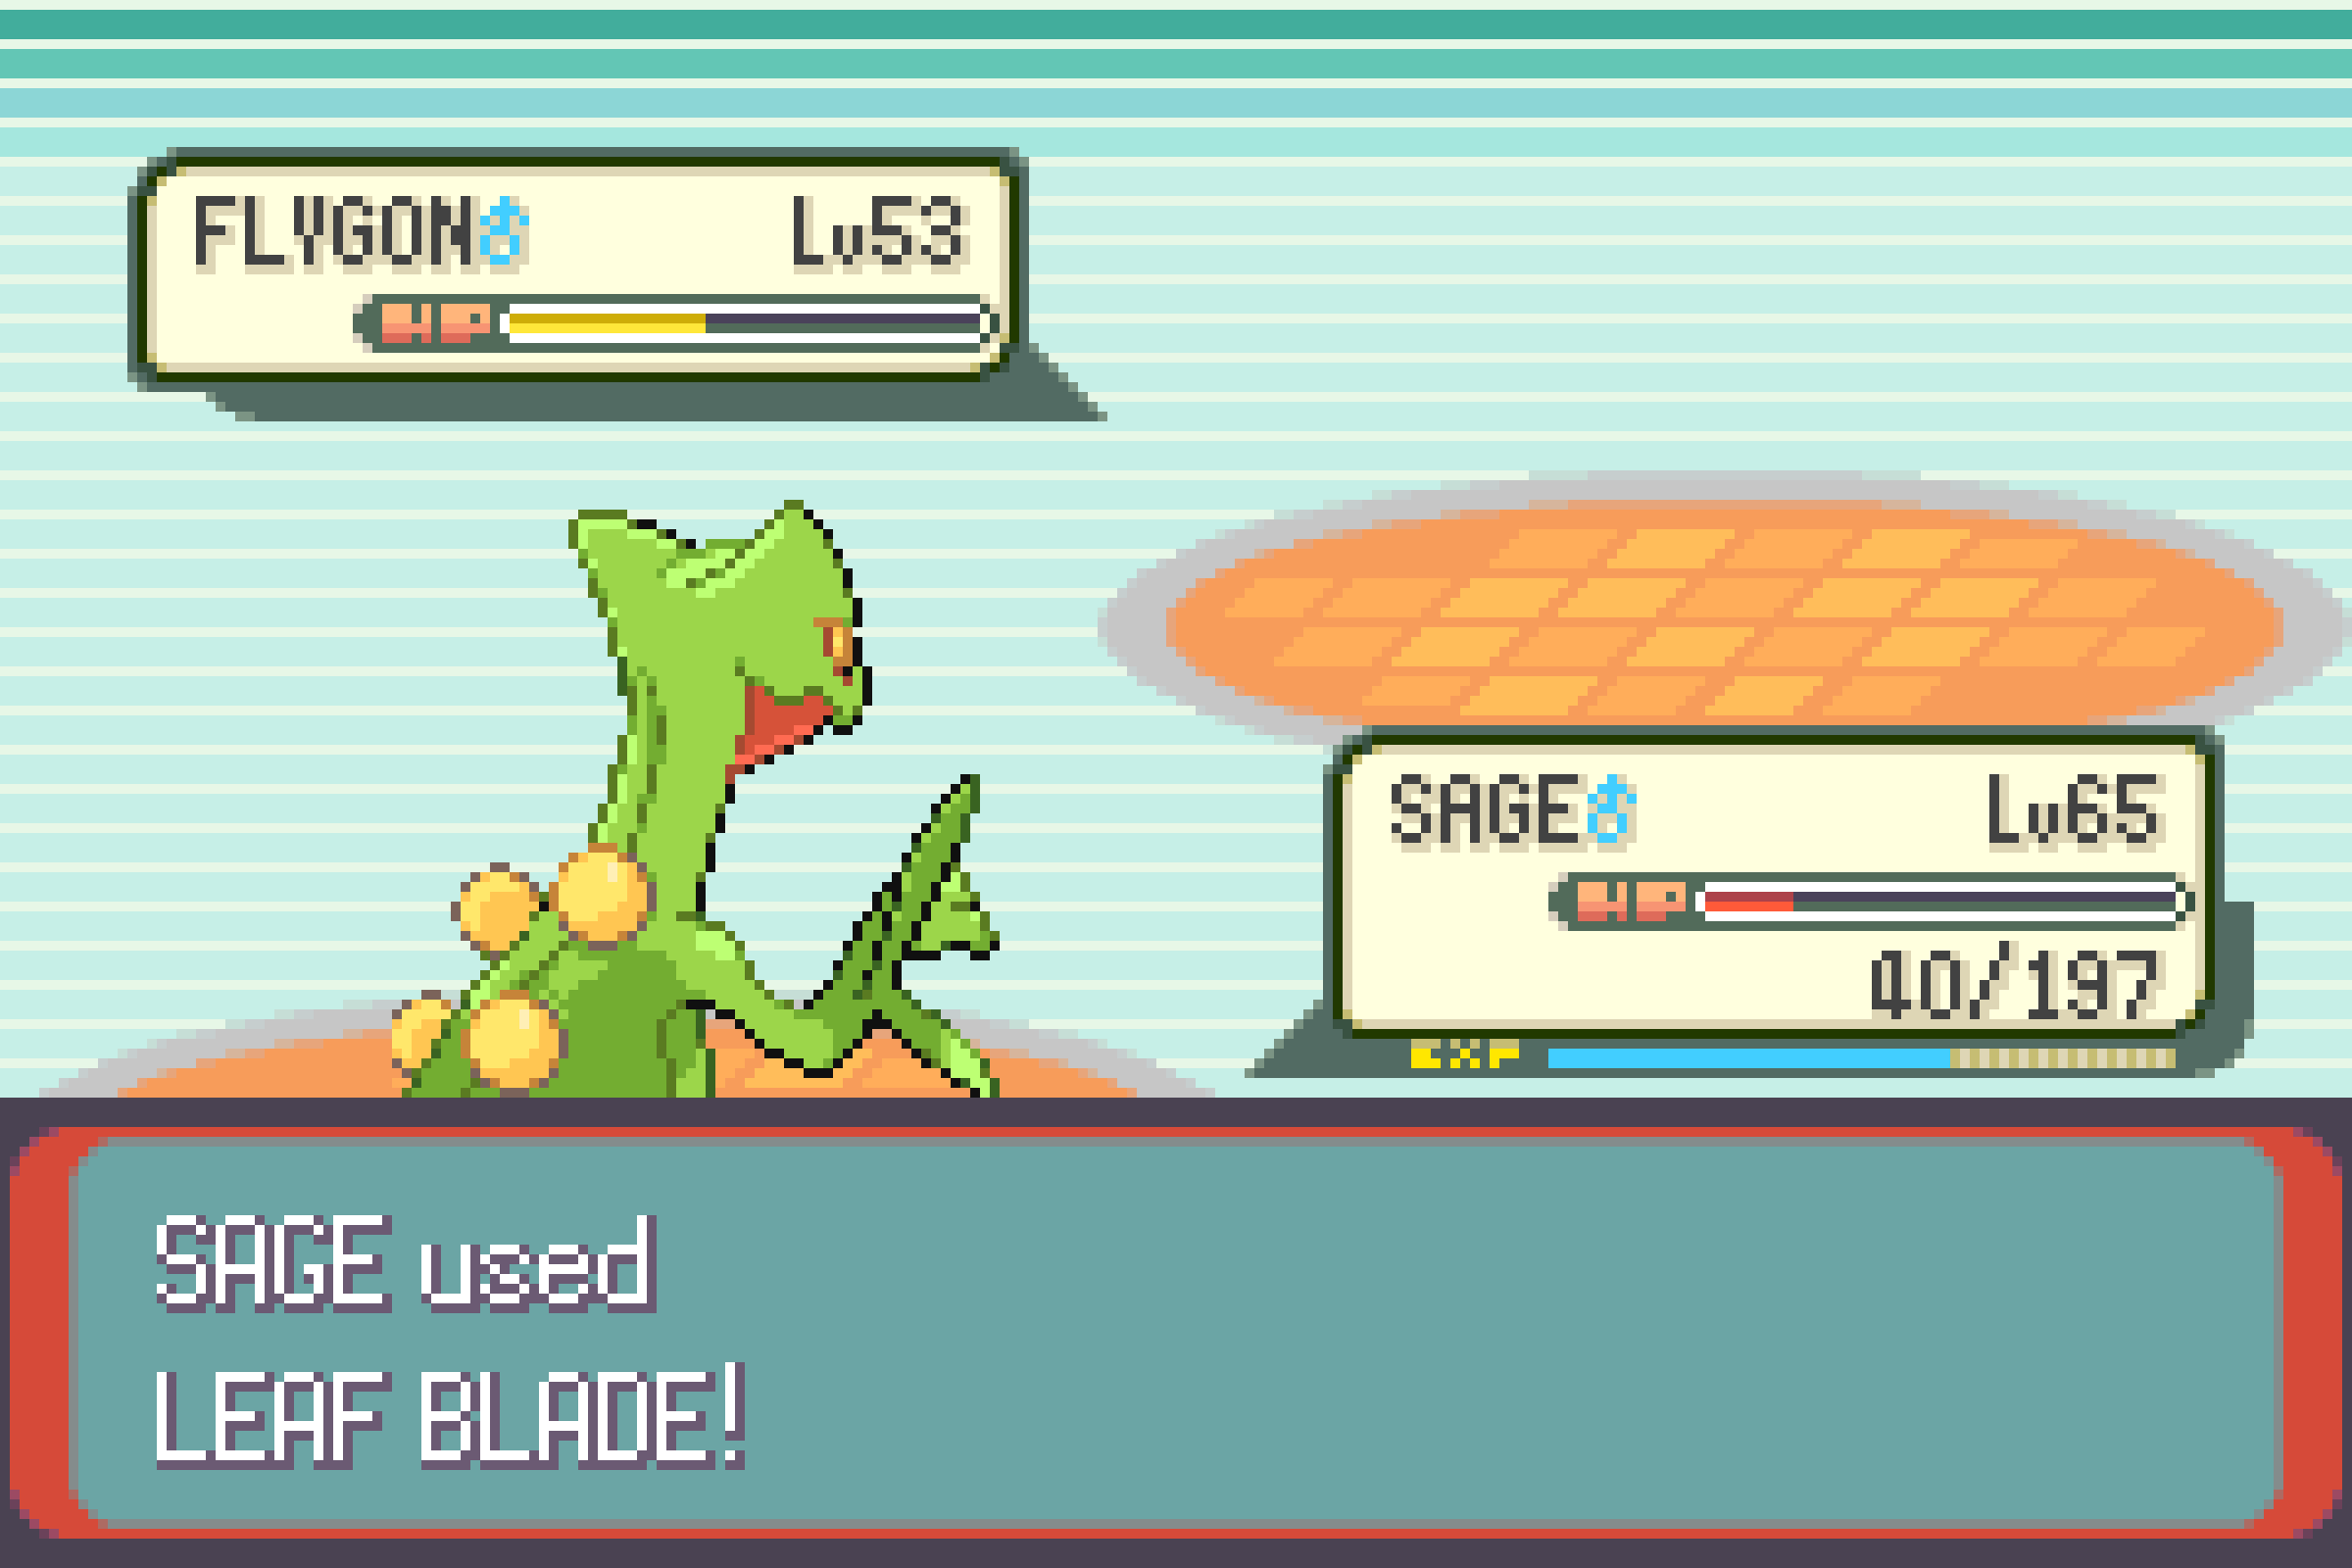 FLYGON♂ Lv53
HP
SAGE♂ Lv65
HP
40/197
EXP
SAGE used
LEAF BLADE!